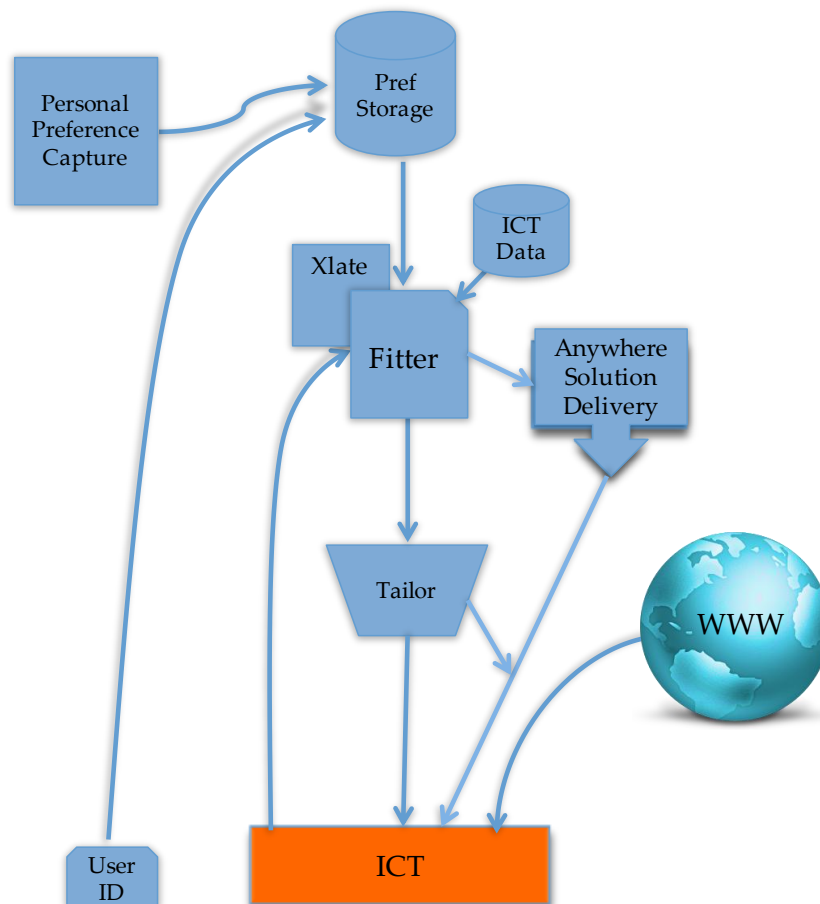 Pref
Storage
Personal
Preference
Capture
ICT
Data
Xlate
Fitter
Anywhere
Solution
Delivery
Tailor
WWW
ICT
User
ID